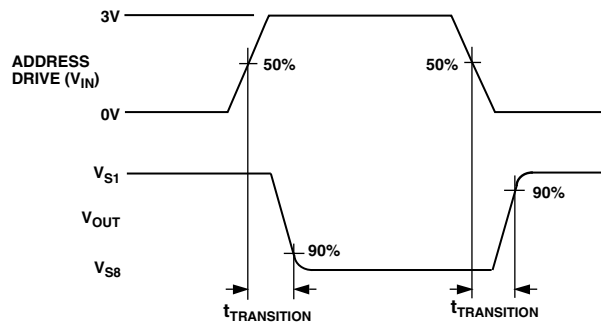 3V
ADDRESS
DRIVE (VIN)
50%
50%
0V
VS1
VOUT
90%
90%
VS8
tTRANSITION
tTRANSITION